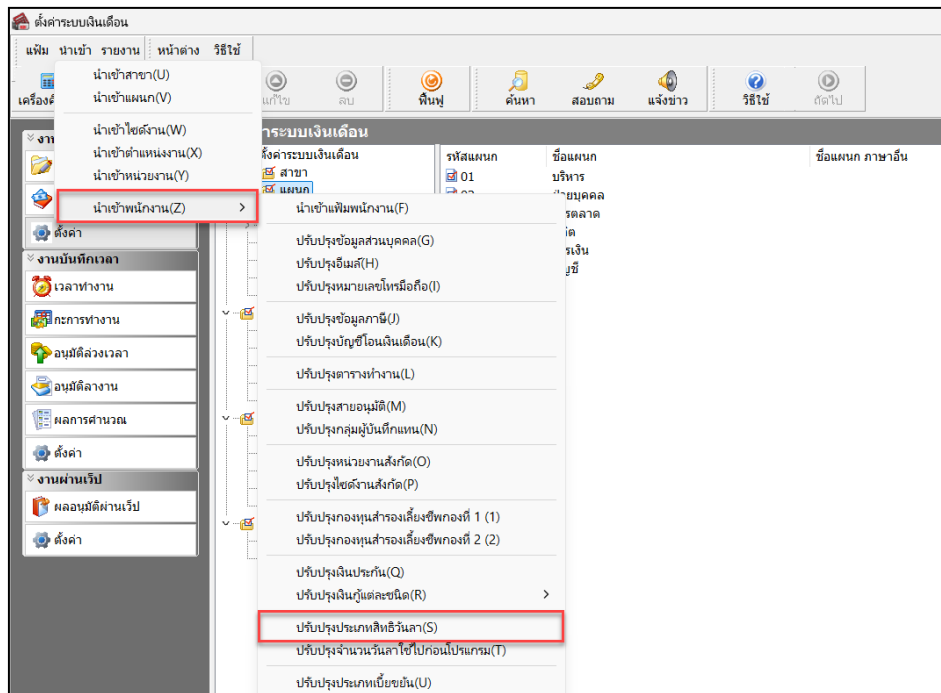 ตั้งค่าระบบเงินเดือน
แฟ้ม นำเข้า รายงาน หน้าต่าง วิธีใช้
นำเข้าสาขา(U)
นำเข้าแผนก(V)
นำเข้าไซด์งาน(W)
นำเข้าตำแหน่งงาน(X)
นำเข้าหน่วยงาน(Y)
นำเข้าพนักงาน(Z)
แก้ไข ลบ ฟื้นฟู ค้นหา สอบถาม แจ้งข่าว วิธีใช้ ถัดไป
ตั้งค่าระบบเงินเดือน
สาขา
แผนก
รหัสแผนก ชื่อแผนก ชื่อแผนก ภาษาอื่น
01 บริหาร
ตั้งค่า
งานบันทึกเวลา
เวลาทำงาน
กะการทำงาน
อนุมัติล่วงเวลา
อนุมัติลางาน
ผลการคำนวณ
ตั้งค่า
งานผ่านเว็ป
ผลอนุมัติผ่านเว็ป
ตั้งค่า
นำเข้าแฟ้มพนักงาน(F)
ปรับปรุงข้อมูลส่วนบุคคล(G)
ปรับปรุงอีเมล์(H)
ปรับปรุงหมายเลขโทรมือถือ(I)
ปรับปรุงข้อมูลภาษี(J)
ปรับปรุงบัญชีโอนเงินเดือน(K)
ปรับปรุงตารางทำงาน(L)
ปรับปรุงสายอนุมัติ(M)
ปรับปรุงกลุ่มผู้บันทึกแทน(N)
ปรับปรุงหน่วยงานสังกัด(O)
ปรับปรุงไซด์งานสังกัด(P)
ปรับปรุงกองทุนสำรองเลี้ยงชีพกองที่ 1 (1)
ปรับปรุงกองทุนสำรองเลี้ยงชีพกองที่ 2 (2)
ปรับปรุงเงินประกัน(Q)
ปรับปรุงเงินกู้แต่ละชนิด(R)
ปรับปรุงประเภทสิทธิวันลา(S)
ปรับปรุงจำนวนวันลาใช้ไปก่อนโปรแกรม(T)
ปรับปรุงประเภทเบี้ยขยัน(U)